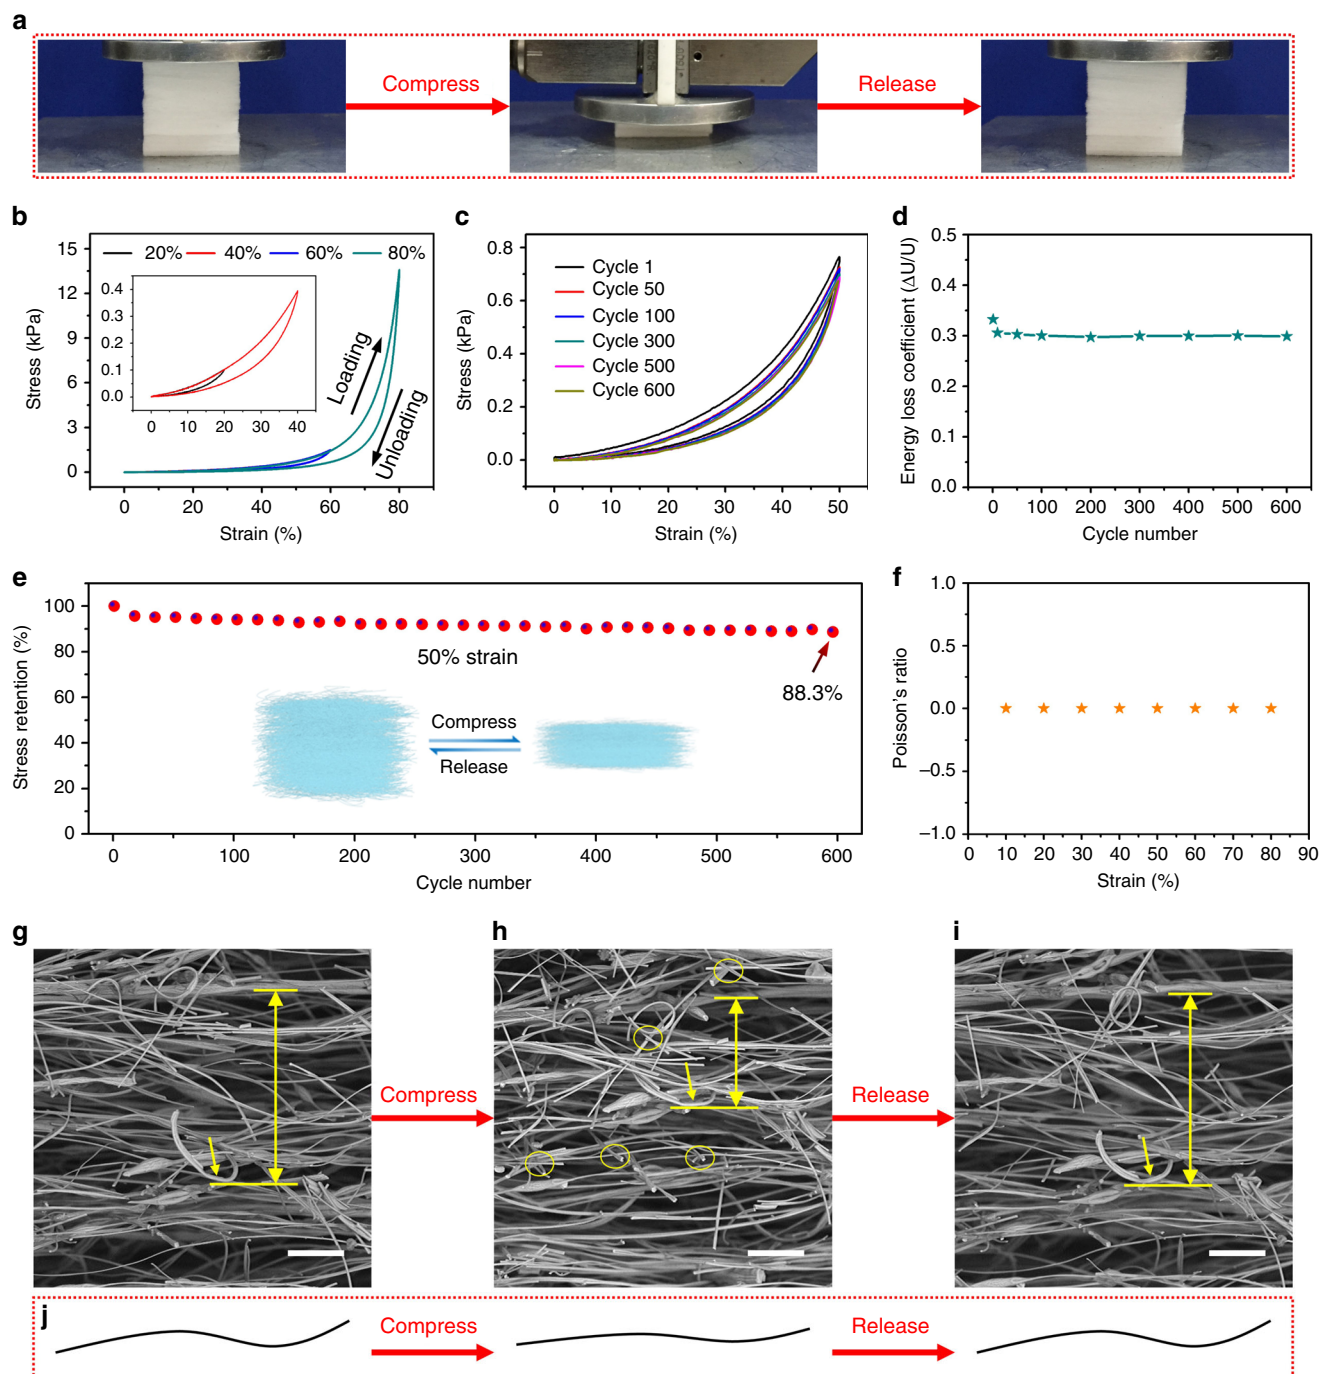 a
Compress
Release
b
Stress (kPa)
15
12
9
6
3
0
20%
40%
60%
80%
0.4
0.3
0.2
0.1
0.0
0
10
20
30
40
Loading
Unloading
0
20
40
60
80
Strain (%)
c
Stress (kPa)
0.8
0.6
0.4
0.2
0.0
Cycle 1
Cycle 50
Cycle 100
Cycle 300
Cycle 500
Cycle 600
0
10
20
30
40
50
Strain (%)
d
Energy loss coefficient (ΔU/U)
0.5
0.4
0.3
0.3
0.1
0.0
0
100
200
300
400
500
600
Cycle number
e
Stress retention (%)
100
80
60
40
20
0
50% strain
88.3%
Compress
Release
0
100
200
300
400
500
600
Cycle number
f
Poisson's ratio
1.0
0.5
0.0
–0.5
–1.0
0
10
20
30
40
50
60
70
80
90
Strain (%)
g
Compress
h
Release
i
j
Compress
Release